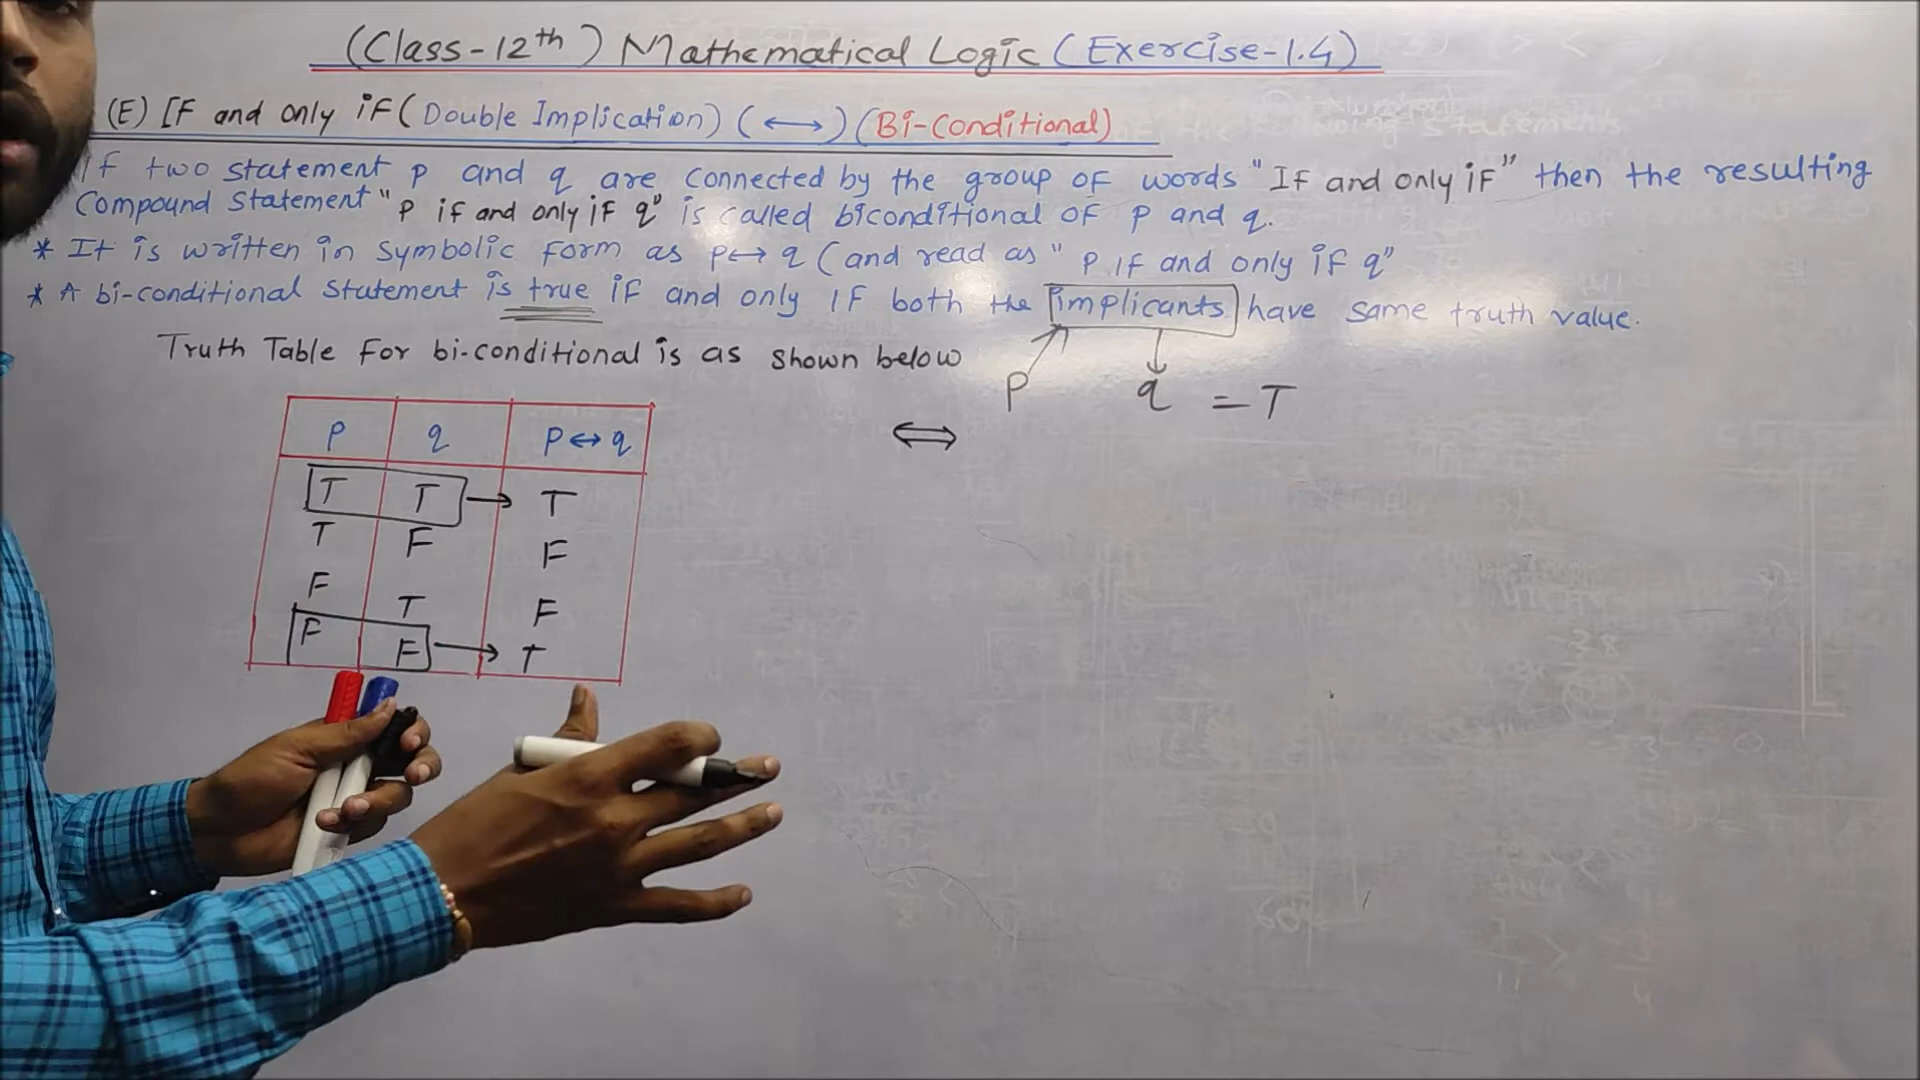 (Class-12th) Mathematical Logic (Exercise-1.4)
(E) IF and only if (Double Implication) (↔) (Bi-Conditional)
If two statement p and q are connected by the group of words "If and only if" then the resulting
Compound Statement "p if and only if q" is called biconditional of p and q.
* It is written in symbolic form as p↔q (and read as "p if and only if q"
* A bi-conditional statement is true if and only if both the implicants have same truth value.
Truth Table For bi-conditional is as shown below
p q = T
⇔
p q p↔q
T T → T
T F F
F T F
F F → T